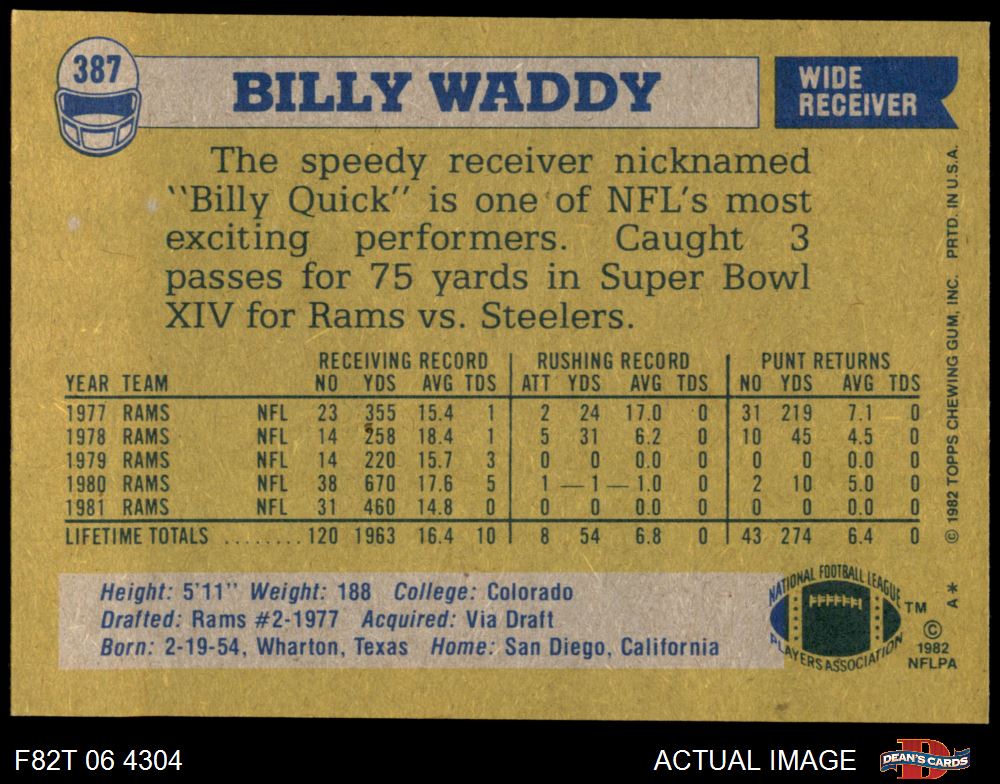 387
BILLY WADDY
WIDE
RECEIVER
The speedy receiver nicknamed
"Billy Quick" is one of NFL's most
exciting performers. Caught 3
passes for 75 yards in Super Bowl
XIV for Rams vs. Steelers.
RECEIVING RECORD RUSHING RECORD PUNT RETURNS
YEAR TEAM NO YDS AVG TDS ATT YDS AVG TDS NO YDS AVG TDS
1977 RAMS NFL 23 355 15.4 1 2 24 17.0 0 31 219 7.1 0
1978 RAMS NFL 14 258 18.4 1 5 31 6.2 0 10 45 4.5 0
1979 RAMS NFL 14 220 15.7 3 0 0 0.0 0 0 0 0.0 0
1980 RAMS NFL 38 670 17.6 5 1 —1 —1.0 0 2 10 5.0 0
1981 RAMS NFL 31 460 14.8 0 0 0 0.0 0 0 0 0.0 0
LIFETIME TOTALS ........ 120 1963 16.4 10 8 54 6.8 0 43 274 6.4 0
Height: 5'11" Weight: 188 College: Colorado
Drafted: Rams #2-1977 Acquired: Via Draft
Born: 2-19-54, Wharton, Texas Home: San Diego, California
NATIONAL FOOTBALL LEAGUE
PLAYERS ASSOCIATION
TM
©
1982
NFLPA
A*
© 1982 TOPPS CHEWING GUM, INC. PRTD. IN U.S.A.
F82T 06 4304
ACTUAL IMAGE
D
DEAN'S CARDS